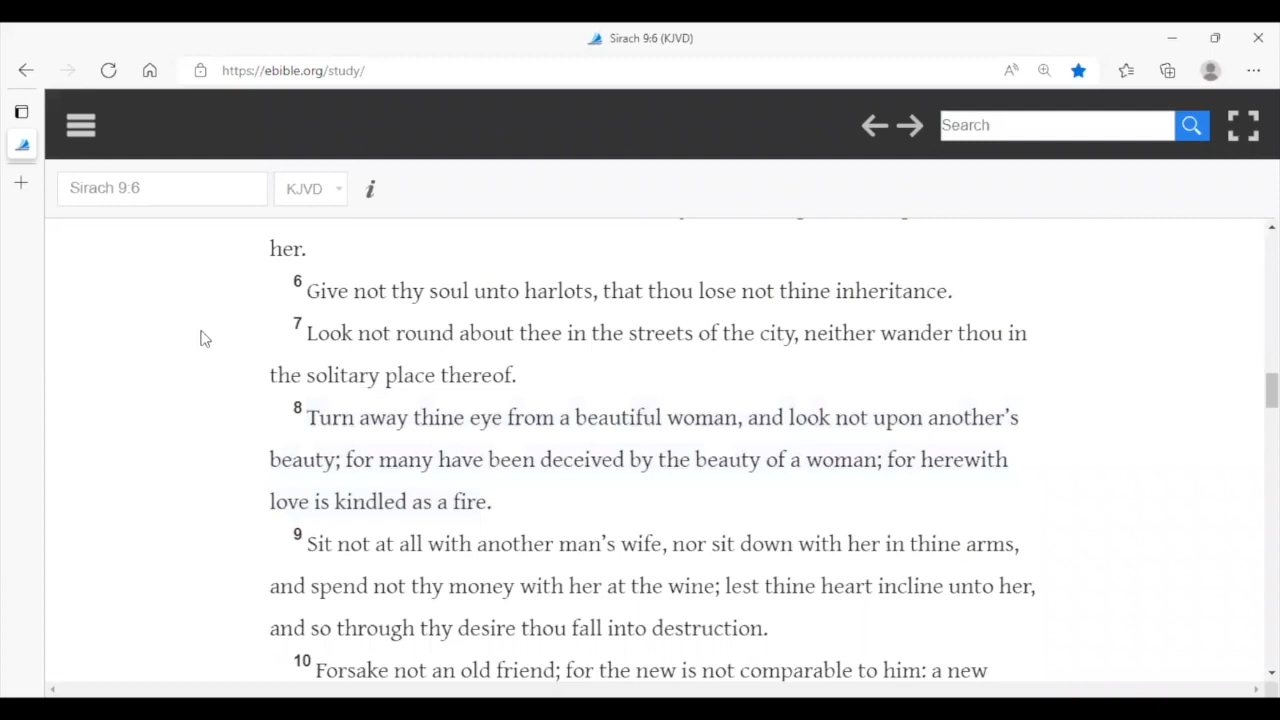 Sirach 9:6 (KJVD)
https://ebible.org/study/
Search
Sirach 9:6
KJVD
i
her.
6 Give not thy soul unto harlots, that thou lose not thine inheritance.
7 Look not round about thee in the streets of the city, neither wander thou in
the solitary place thereof.
8 Turn away thine eye from a beautiful woman, and look not upon another’s
beauty; for many have been deceived by the beauty of a woman; for herewith
love is kindled as a fire.
9 Sit not at all with another man’s wife, nor sit down with her in thine arms,
and spend not thy money with her at the wine; lest thine heart incline unto her,
and so through thy desire thou fall into destruction.
10 Forsake not an old friend; for the new is not comparable to him: a new